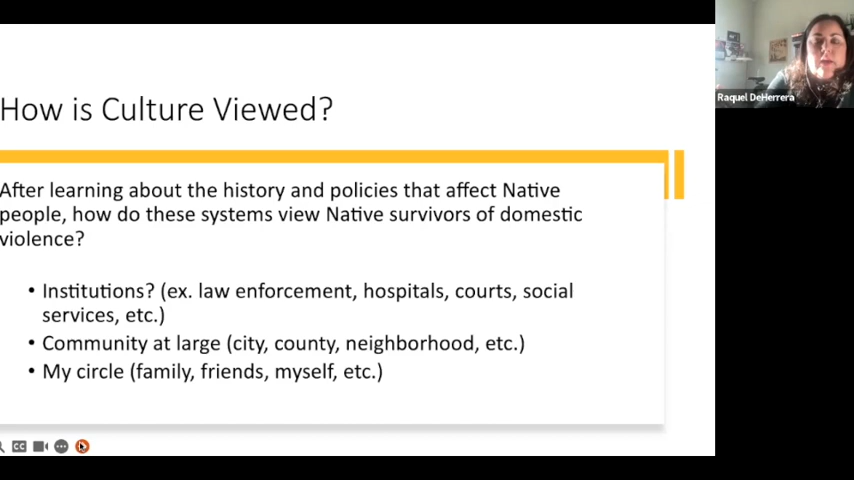 How is Culture Viewed?
After learning about the history and policies that affect Native
people, how do these systems view Native survivors of domestic
violence?
• Institutions? (ex. law enforcement, hospitals, courts, social
services, etc.)
• Community at large (city, county, neighborhood, etc.)
• My circle (family, friends, myself, etc.)
CC
Raquel DeHerrera